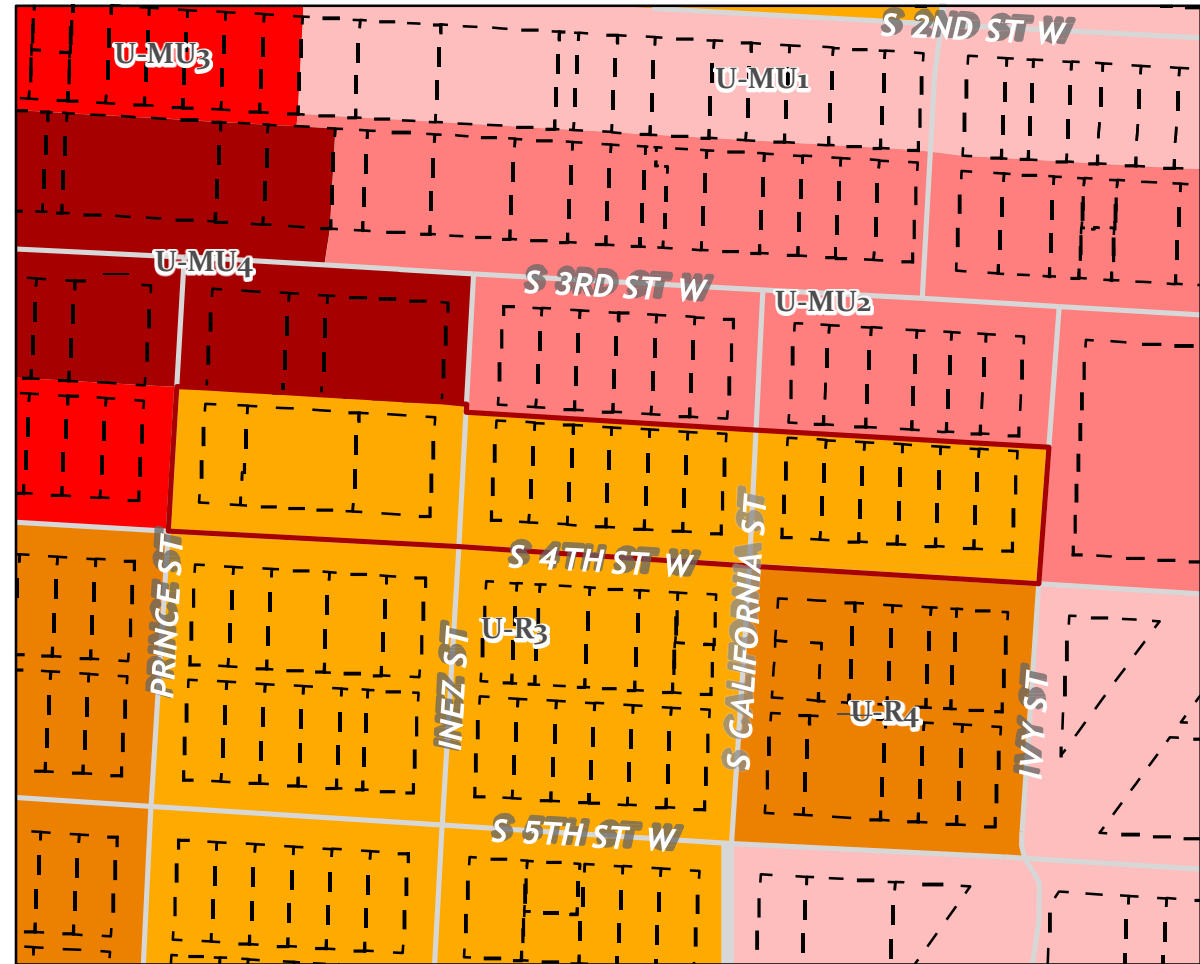 S 2ND ST W
U-MU3
U-MU1
U-MU4
S 3RD ST W
U-MU2
S 4TH ST W
PRINCE ST
INEZ ST
U-R3
S CALIFORNIA ST
U-R4
IVY ST
S 5TH ST W